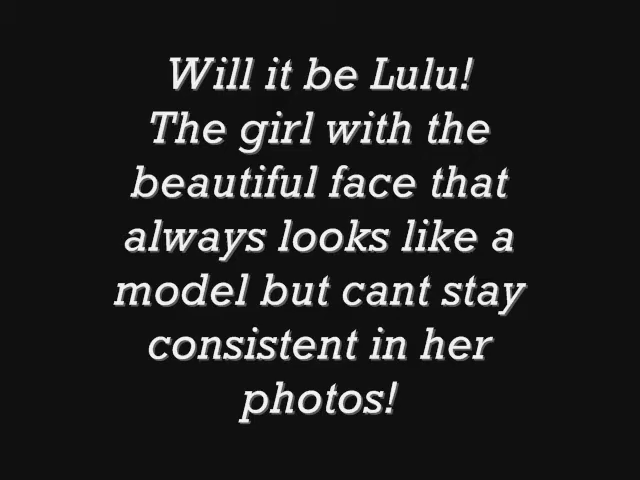 Will it be Lulu!
The girl with the
beautiful face that
always looks like a
model but cant stay
consistent in her
photos!